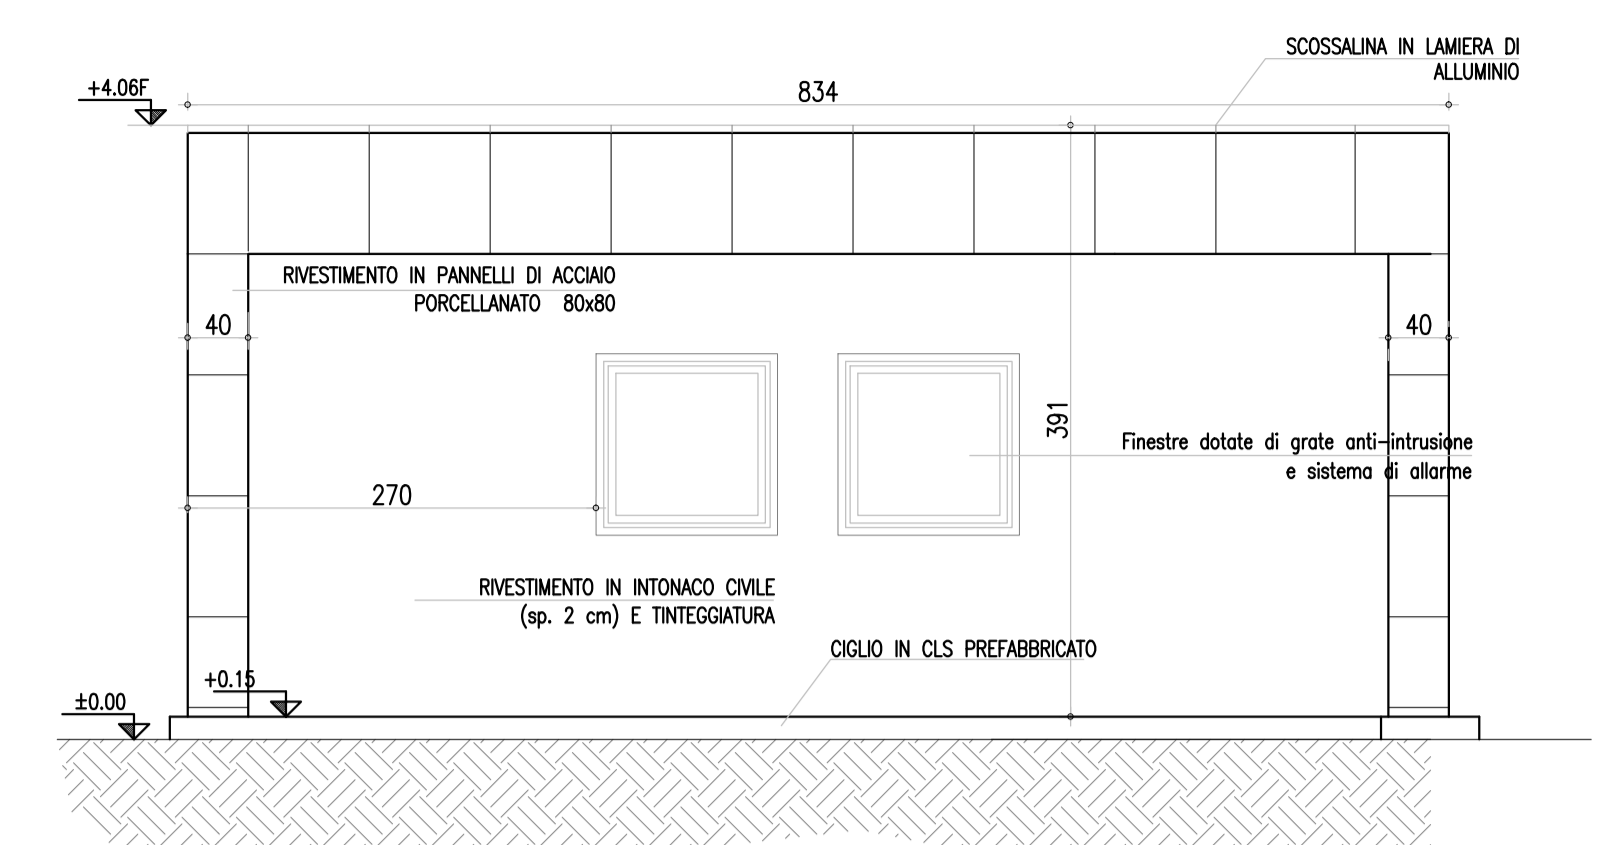 SCOSSALINA IN LAMIERA DI
ALLUMINIO
+4.06F
834
RIVESTIMENTO IN PANNELLI DI ACCIAIO
PORCELLANATO 80x80
40
40
391
Finestre dotate di grate anti-intrusione
e sistema di allarme
270
RIVESTIMENTO IN INTONACO CIVILE
(sp. 2 cm) E TINTEGGIATURA
CIGLIO IN CLS PREFABBRICATO
+0.15
±0.00